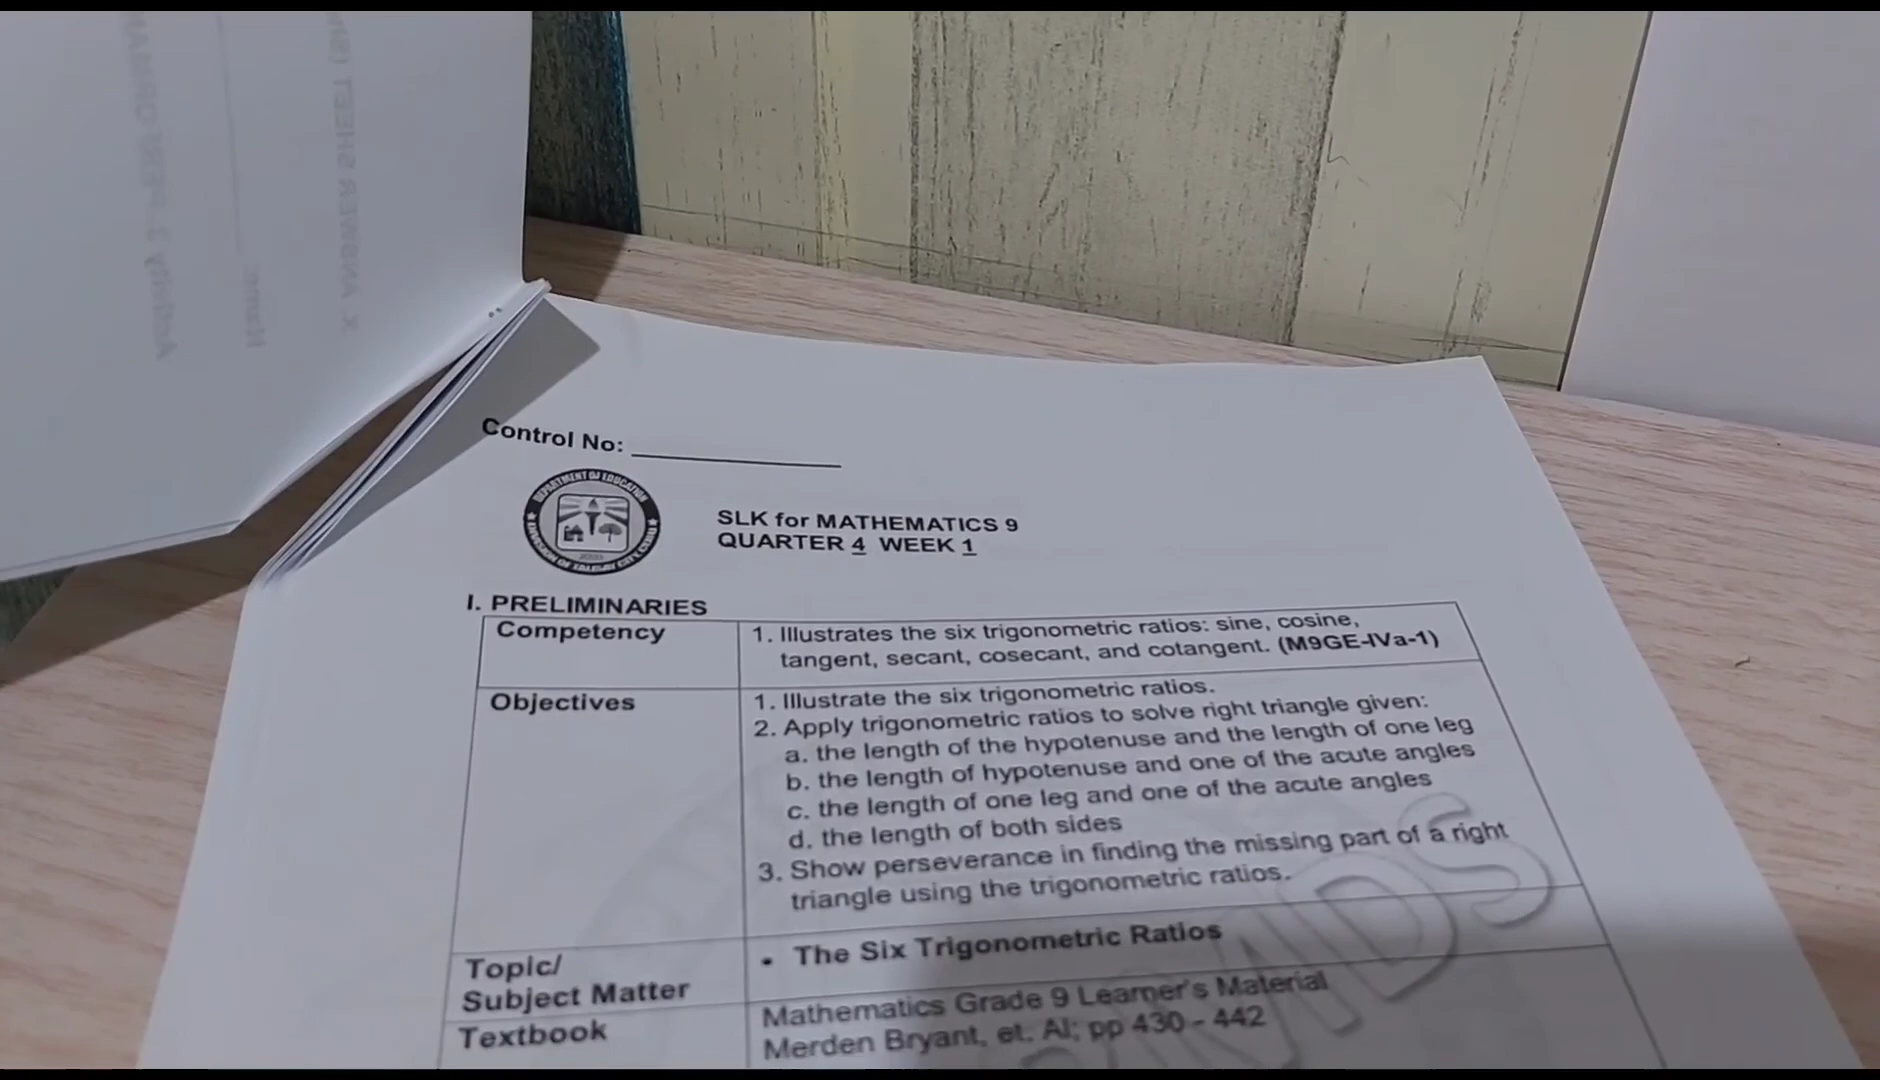 Control No:
DEPARTMENT OF EDUCATION
SLK for MATHEMATICS 9
QUARTER 4 WEEK 1
I. PRELIMINARIES
Competency
1. Illustrates the six trigonometric ratios: sine, cosine,
tangent, secant, cosecant, and cotangent. (M9GE-IVa-1)
Objectives
1. Illustrate the six trigonometric ratios.
2. Apply trigonometric ratios to solve right triangle given:
a. the length of the hypotenuse and the length of one leg
b. the length of hypotenuse and one of the acute angles
c. the length of one leg and one of the acute angles
d. the length of both sides
3. Show perseverance in finding the missing part of a right
triangle using the trigonometric ratios.
Topic/
Subject Matter
• The Six Trigonometric Ratios
Textbook
Mathematics Grade 9 Learner's Material
Merden Bryant, et. Al; pp 430 - 442